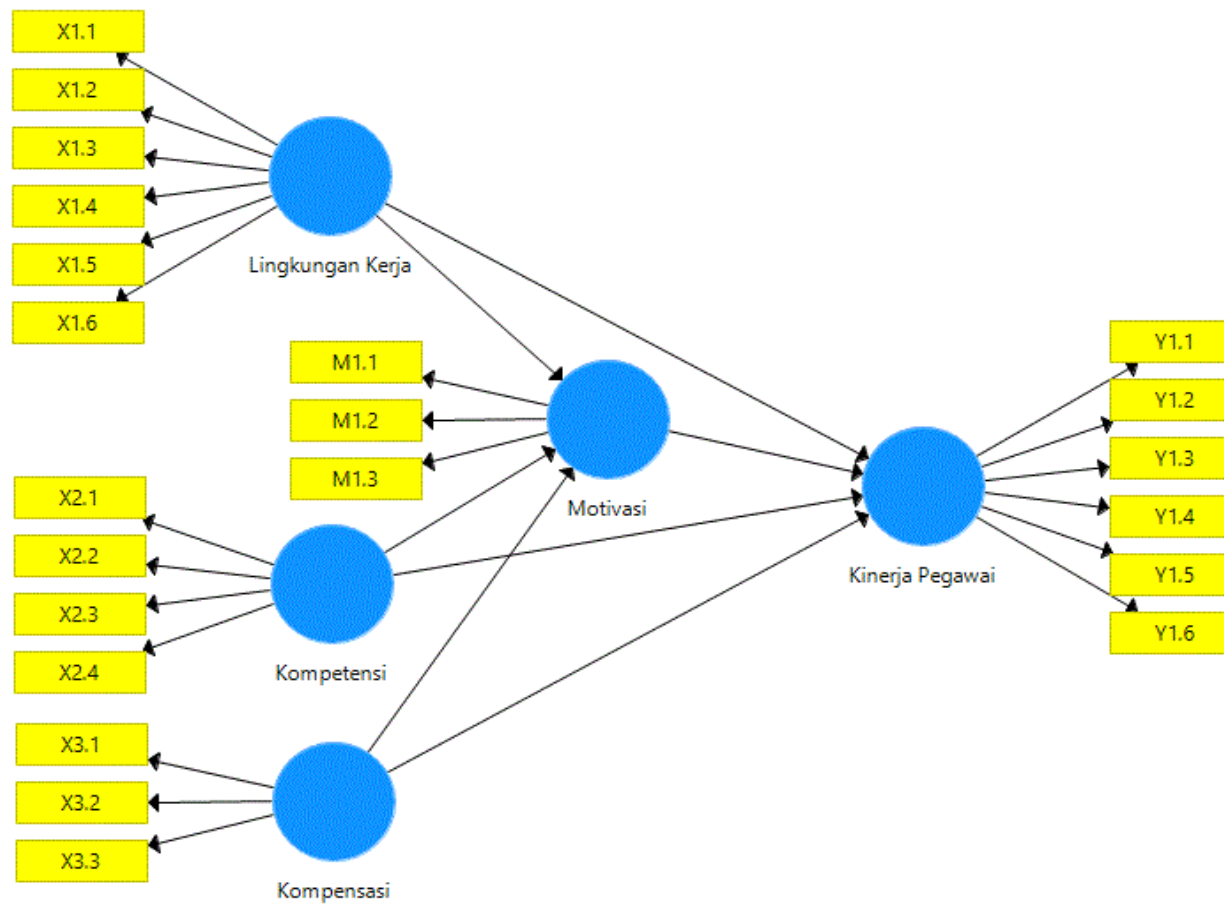 X1.1
X1.2
X1.3
X1.4
X1.5
X1.6
Lingkungan Kerja
M1.1
M1.2
M1.3
Motivasi
X2.1
X2.2
X2.3
X2.4
Kompetensi
X3.1
X3.2
X3.3
Kompensasi
Y1.1
Y1.2
Y1.3
Y1.4
Y1.5
Y1.6
Kinerja Pegawai